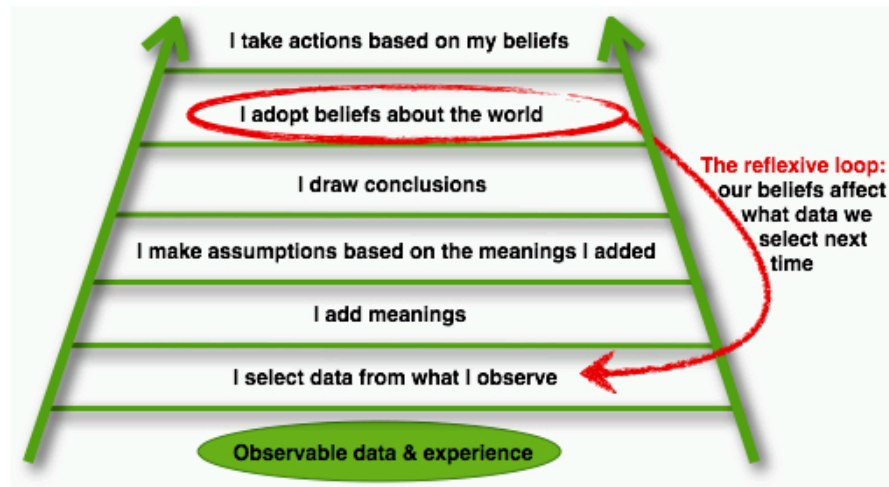 I take actions based on my beliefs
I adopt beliefs about the world
I draw conclusions
The reflexive loop:
our beliefs affect
what data we
select next
time
I make assumptions based on the meanings I added
I add meanings
I select data from what I observe
Observable data & experience